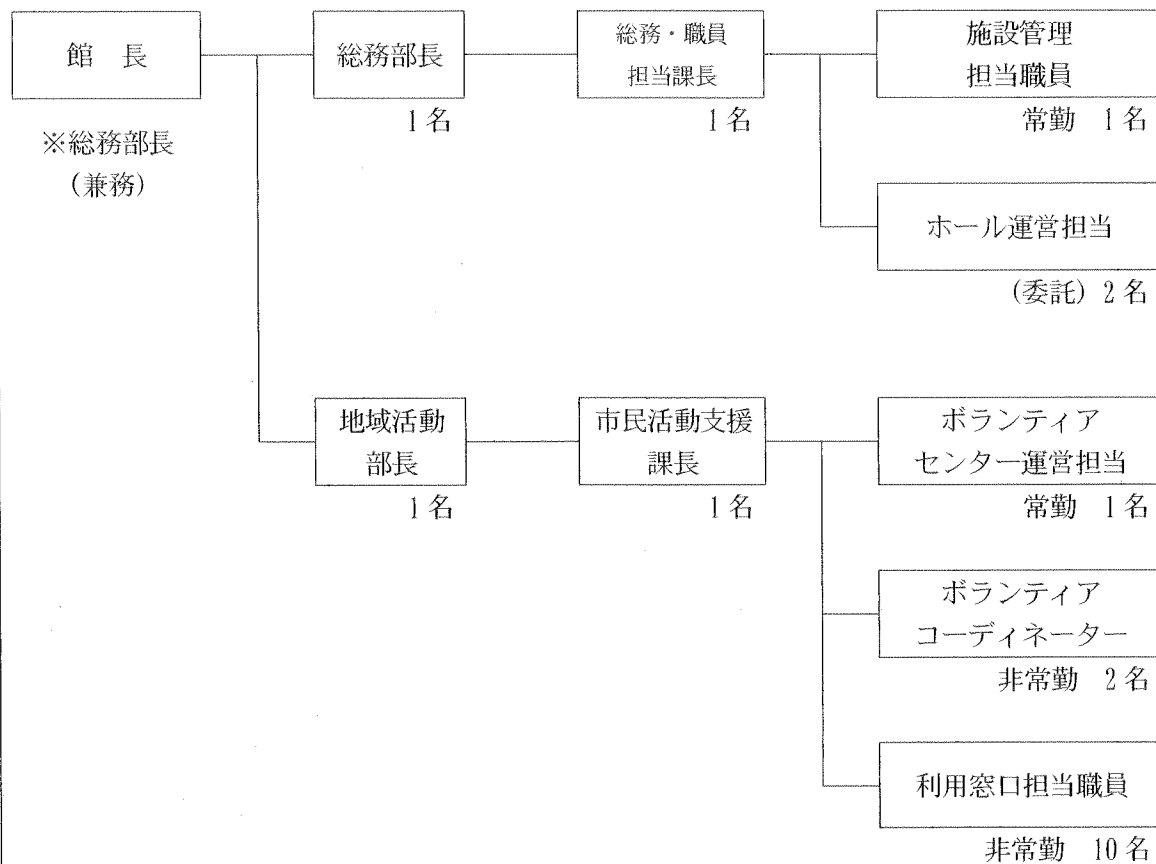 館　長
※総務部長
（兼務）
総務部長
1名
総務・職員
担当課長
1名
施設管理
担当職員
常勤　1名
ホール運営担当
（委託）2名
地域活動
部長
1名
市民活動支援
課長
1名
ボランティア
センター運営担当
常勤　1名
ボランティア
コーディネーター
非常勤　2名
利用窓口担当職員
非常勤　10名